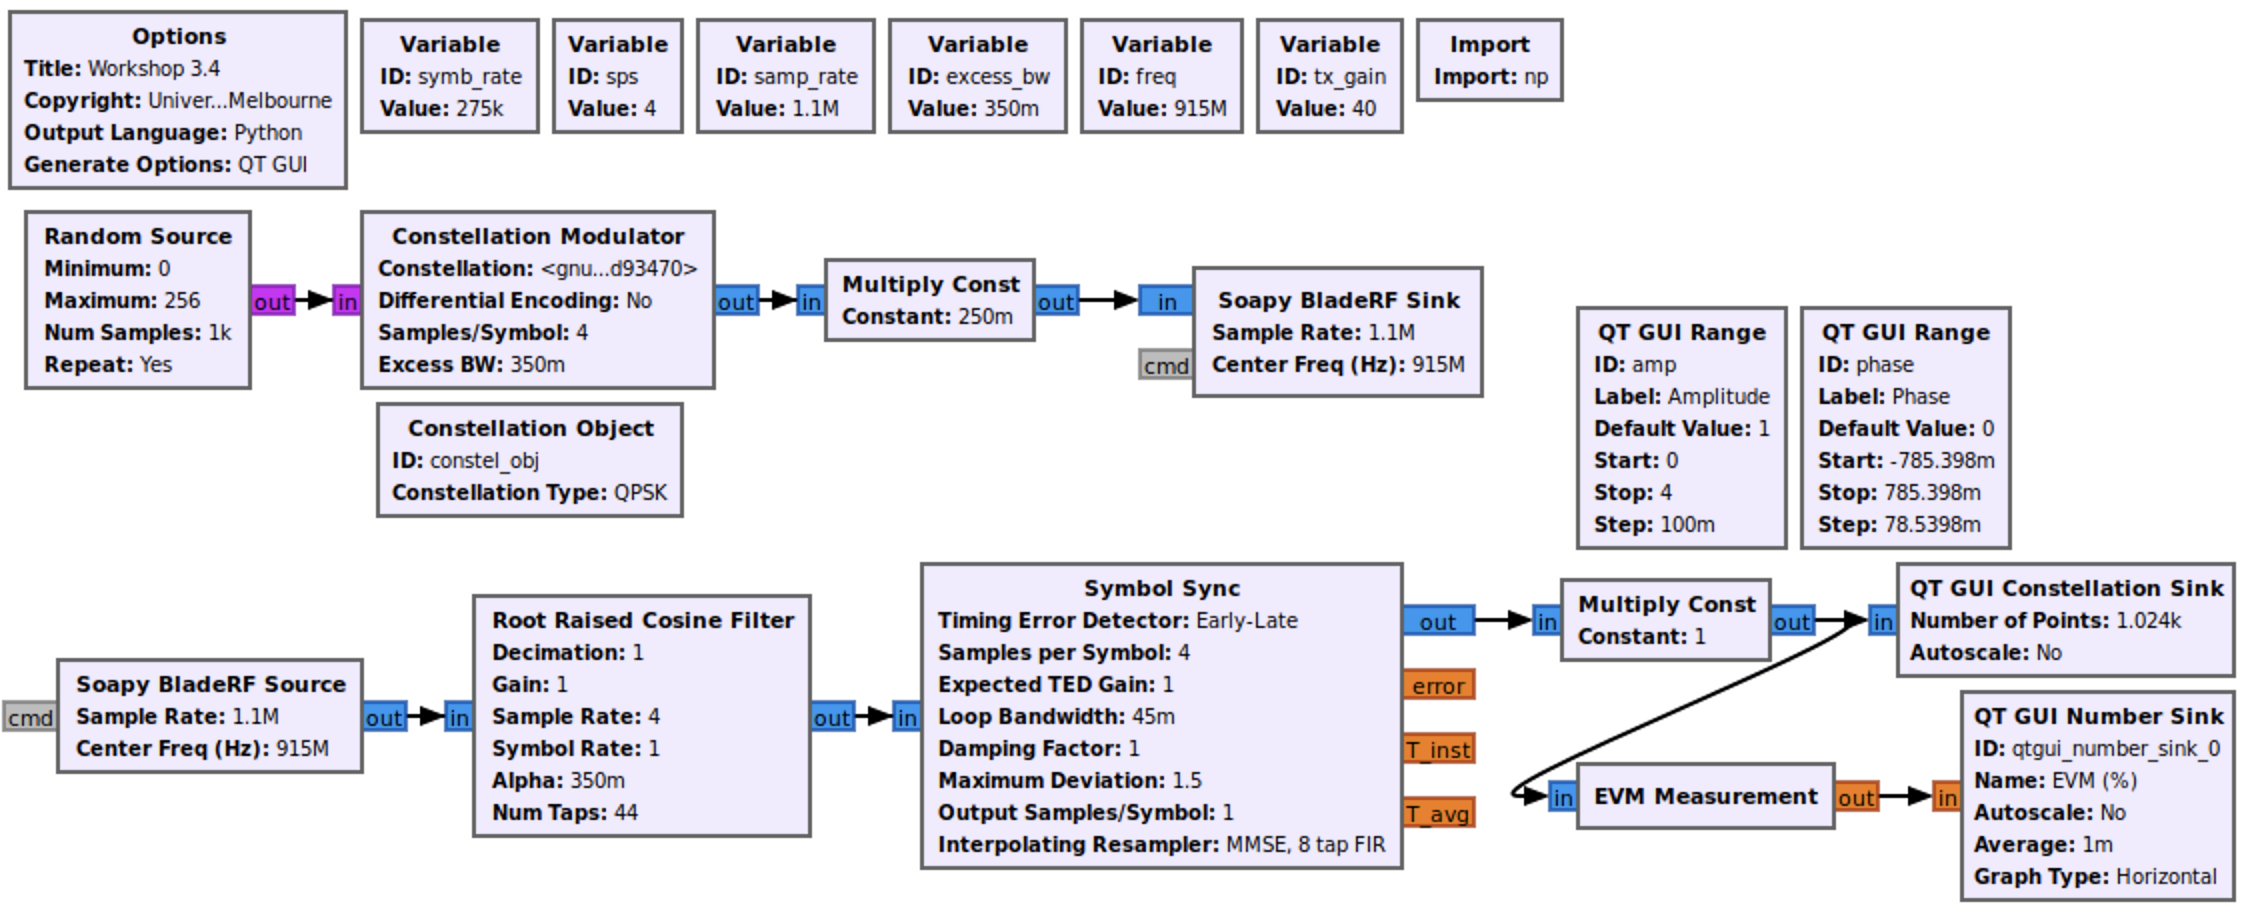 Options
Title: Workshop 3.4
Copyright: Univer...Melbourne
Output Language: Python
Generate Options: QT GUI
Variable
ID: symb_rate
Value: 275k
Variable
ID: sps
Value: 4
Variable
ID: samp_rate
Value: 1.1M
Variable
ID: excess_bw
Value: 350m
Variable
ID: freq
Value: 915M
Variable
ID: tx_gain
Value: 40
Import
Import: np
Random Source
Minimum: 0
Maximum: 256
Num Samples: 1k
Repeat: Yes
out
in
Constellation Modulator
Constellation: <gnu...d93470>
Differential Encoding: No
Samples/Symbol: 4
Excess BW: 350m
out
in
Multiply Const
Constant: 250m
out
in
cmd
Soapy BladeRF Sink
Sample Rate: 1.1M
Center Freq (Hz): 915M
Constellation Object
ID: constel_obj
Constellation Type: QPSK
QT GUI Range
ID: amp
Label: Amplitude
Default Value: 1
Start: 0
Stop: 4
Step: 100m
QT GUI Range
ID: phase
Label: Phase
Default Value: 0
Start: -785.398m
Stop: 785.398m
Step: 78.5398m
cmd
Soapy BladeRF Source
Sample Rate: 1.1M
Center Freq (Hz): 915M
out
in
Root Raised Cosine Filter
Decimation: 1
Gain: 1
Sample Rate: 4
Symbol Rate: 1
Alpha: 350m
Num Taps: 44
out
in
Symbol Sync
Timing Error Detector: Early-Late
Samples per Symbol: 4
Expected TED Gain: 1
Loop Bandwidth: 45m
Damping Factor: 1
Maximum Deviation: 1.5
Output Samples/Symbol: 1
Interpolating Resampler: MMSE, 8 tap FIR
out
error
T_inst
T_avg
in
Multiply Const
Constant: 1
out
in
QT GUI Constellation Sink
Number of Points: 1.024k
Autoscale: No
in
EVM Measurement
out
in
QT GUI Number Sink
ID: qtgui_number_sink_0
Name: EVM (%)
Autoscale: No
Average: 1m
Graph Type: Horizontal